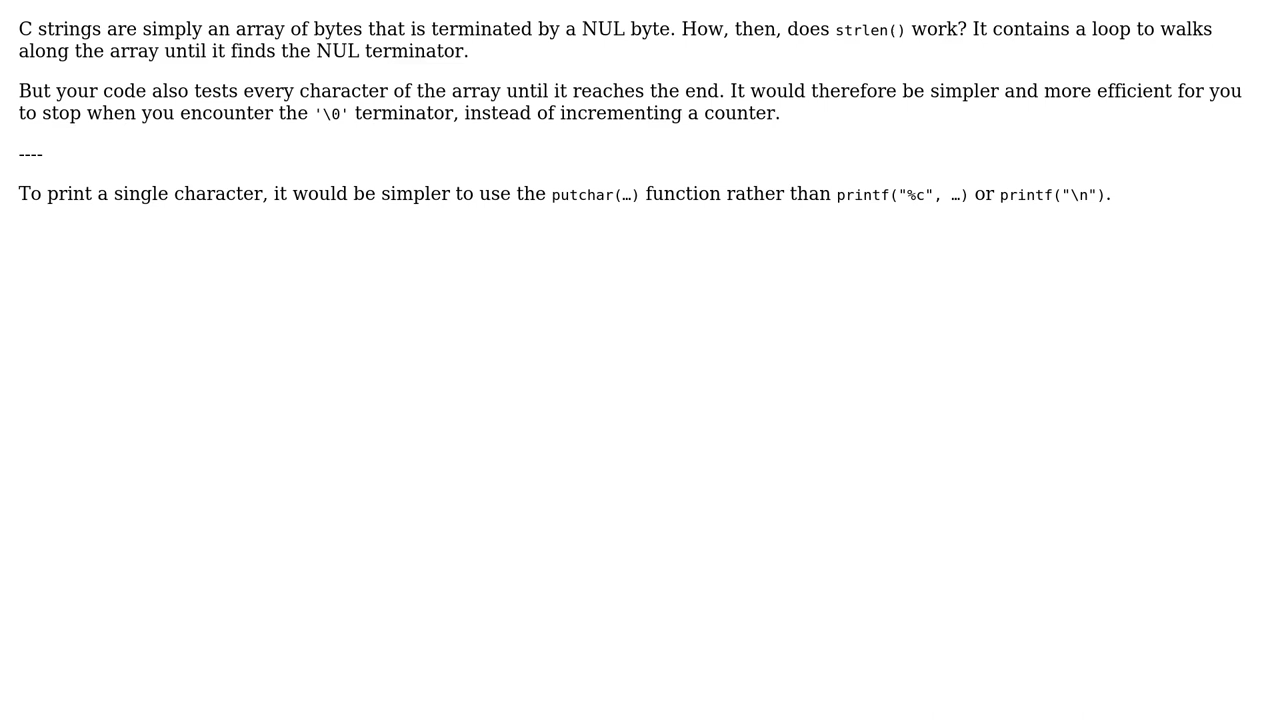 C strings are simply an array of bytes that is terminated by a NUL byte. How, then, does strlen() work? It contains a loop to walks
along the array until it finds the NUL terminator.
But your code also tests every character of the array until it reaches the end. It would therefore be simpler and more efficient for you
to stop when you encounter the '\0' terminator, instead of incrementing a counter.
----
To print a single character, it would be simpler to use the putchar(…) function rather than printf("%c", …) or printf("\n").